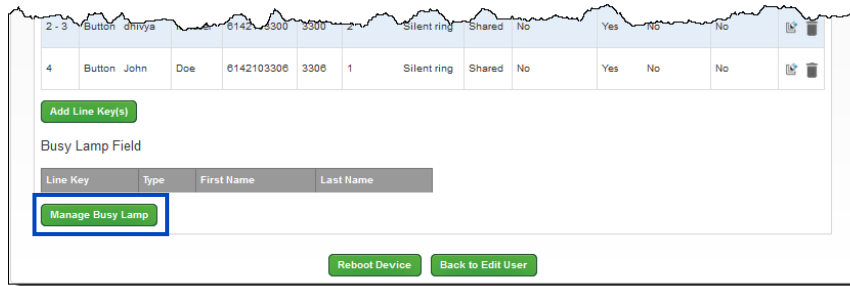 2 - 3 Button dhivya 6142103300 3300 2 Silent ring Shared No Yes No No
4 Button John Doe 6142103306 3306 1 Silent ring Shared No Yes No No
Add Line Key(s)
Busy Lamp Field
Line Key Type First Name Last Name
Manage Busy Lamp
Reboot Device Back to Edit User